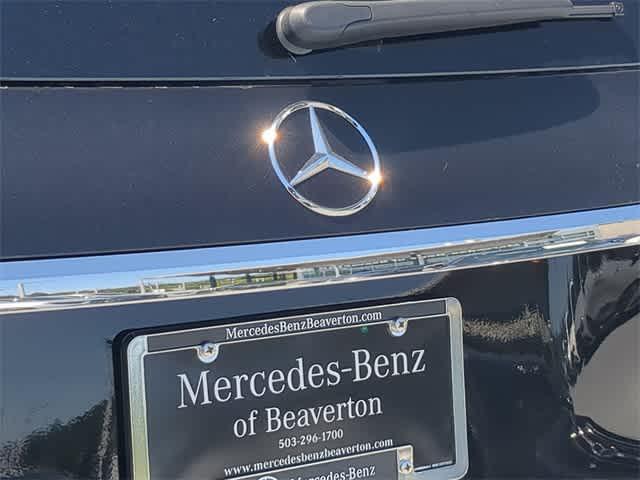 MercedesBenzBeaverton.com
Mercedes-Benz
of Beaverton
503-296-1700
www.mercedesbenzbeaverton.com
Mercedes-Benz